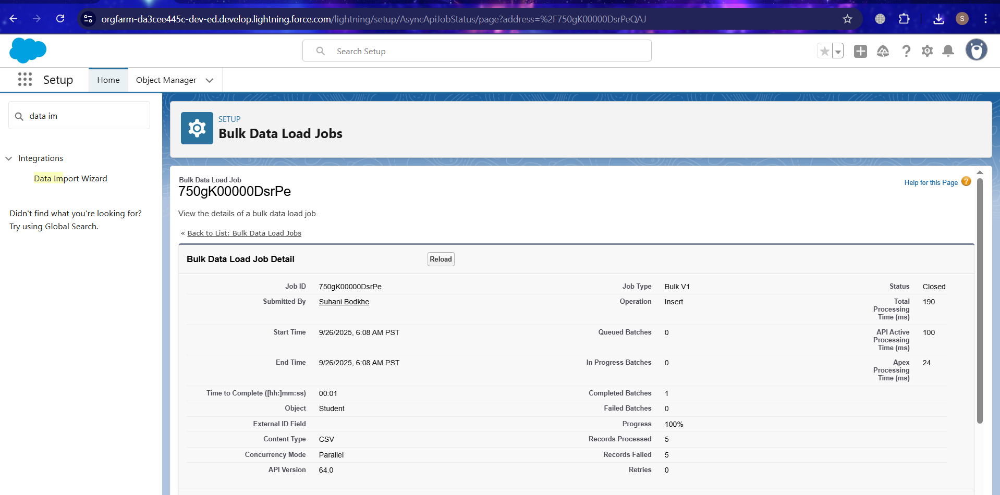 orgfarm-da3cee445c-dev-ed.develop.lightning.force.com/lightning/setup/AsyncApiJobStatus/page?address=%2F750gK00000DsrPeQAJ
S
Search Setup
Setup
Home
Object Manager
data im
Integrations
Data Import Wizard
Didn't find what you're looking for?
Try using Global Search.
SETUP
Bulk Data Load Jobs
Bulk Data Load Job
750gK00000DsrPe
Help for this Page ?
View the details of a bulk data load job.
« Back to List: Bulk Data Load Jobs
Bulk Data Load Job Detail
Reload
Job ID 750gK00000DsrPe Job Type Bulk V1 Status Closed
Submitted By Suhani Bodkhe Operation Insert Total Processing Time (ms) 190
Start Time 9/26/2025, 6:08 AM PST Queued Batches 0 API Active Processing Time (ms) 100
End Time 9/26/2025, 6:08 AM PST In Progress Batches 0 Apex Processing Time (ms) 24
Time to Complete ([hh:]mm:ss) 00:01 Completed Batches 1
Object Student Failed Batches 0
External ID Field Progress 100%
Content Type CSV Records Processed 5
Concurrency Mode Parallel Records Failed 5
API Version 64.0 Retries 0